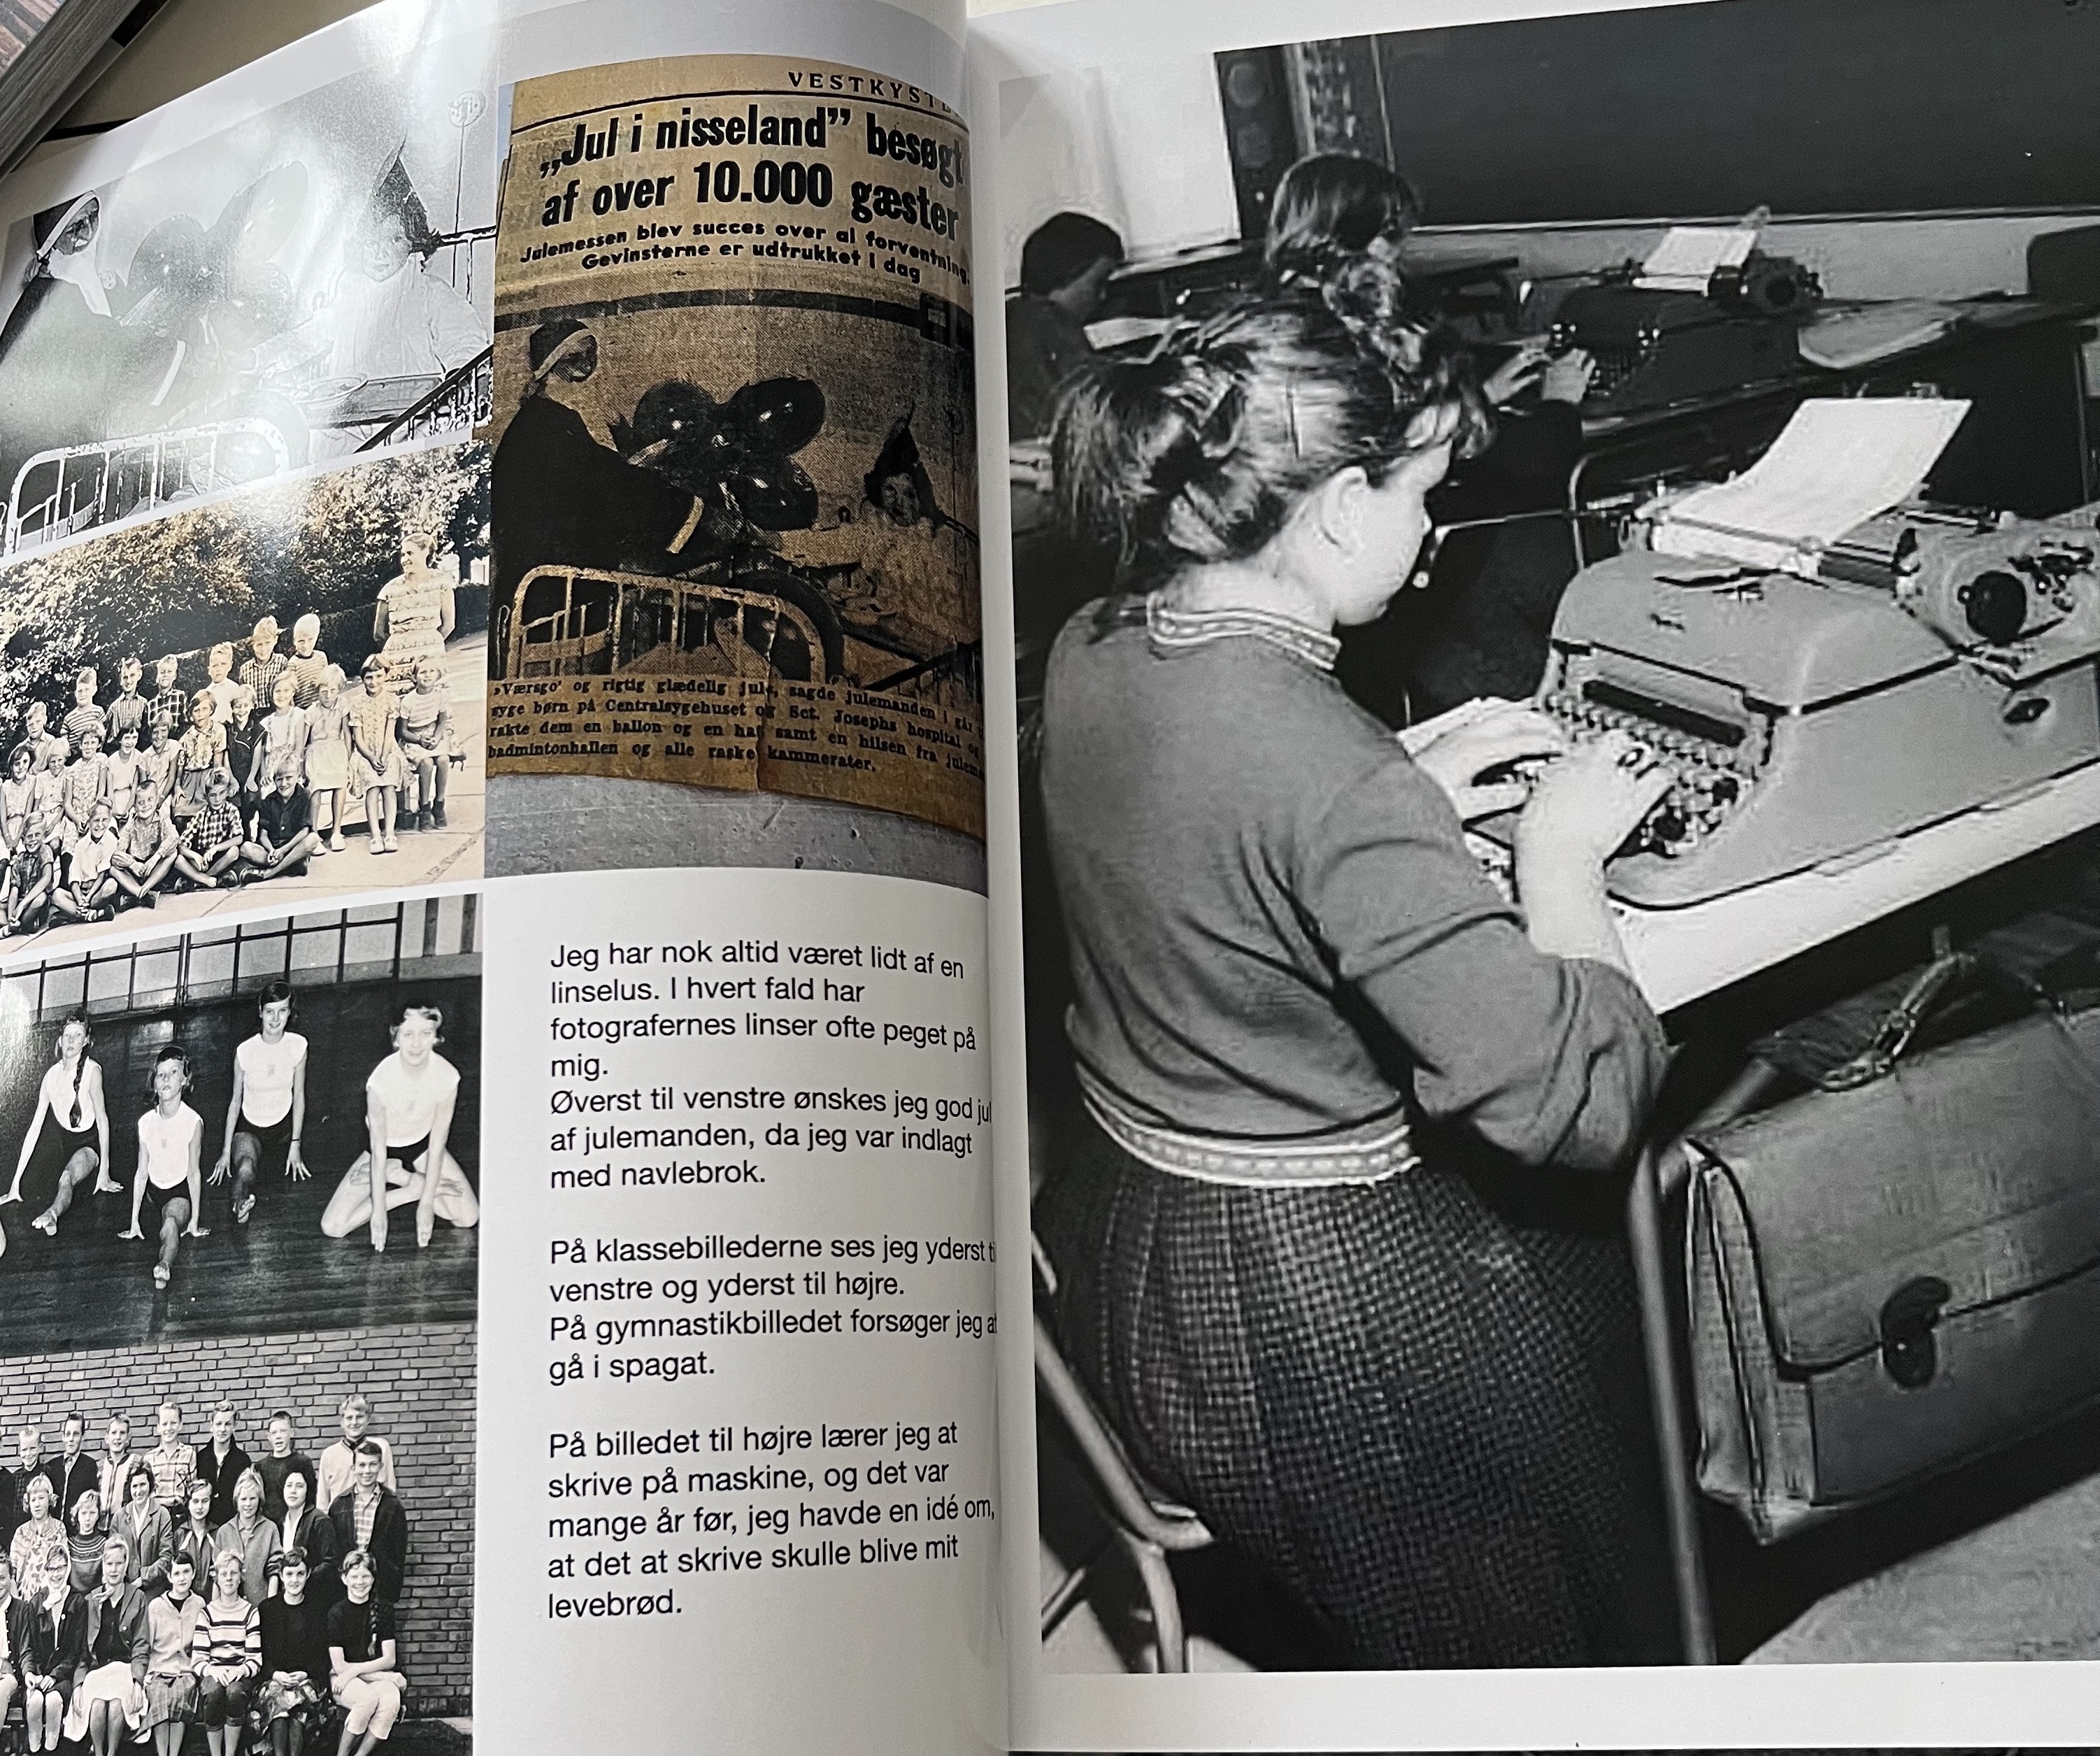 VESTKYST
„Jul i nisseland” besøgt
af over 10.000 gæster
Julemessen blev succes over al forventning.
Gevinsterne er udtrukket i dag
›Værsgo' og rigtig glædelig jul‹, sagde julemanden i går
syge børn på Centralsygehuset og Sct. Josephs hospital og
rakte dem en ballon og en hat samt en hilsen fra
badmintonhallen og alle raske kammerater.
Jeg har nok altid været lidt af en
linselus. I hvert fald har
fotografernes linser ofte peget på
mig.
Øverst til venstre ønskes jeg god jul
af julemanden, da jeg var indlagt
med navlebrok.
På klassebillederne ses jeg yderst
venstre og yderst til højre.
På gymnastikbilledet forsøger jeg at
gå i spagat.
På billedet til højre lærer jeg at
skrive på maskine, og det var
mange år før, jeg havde en idé om,
at det at skrive skulle blive mit
levebrød.